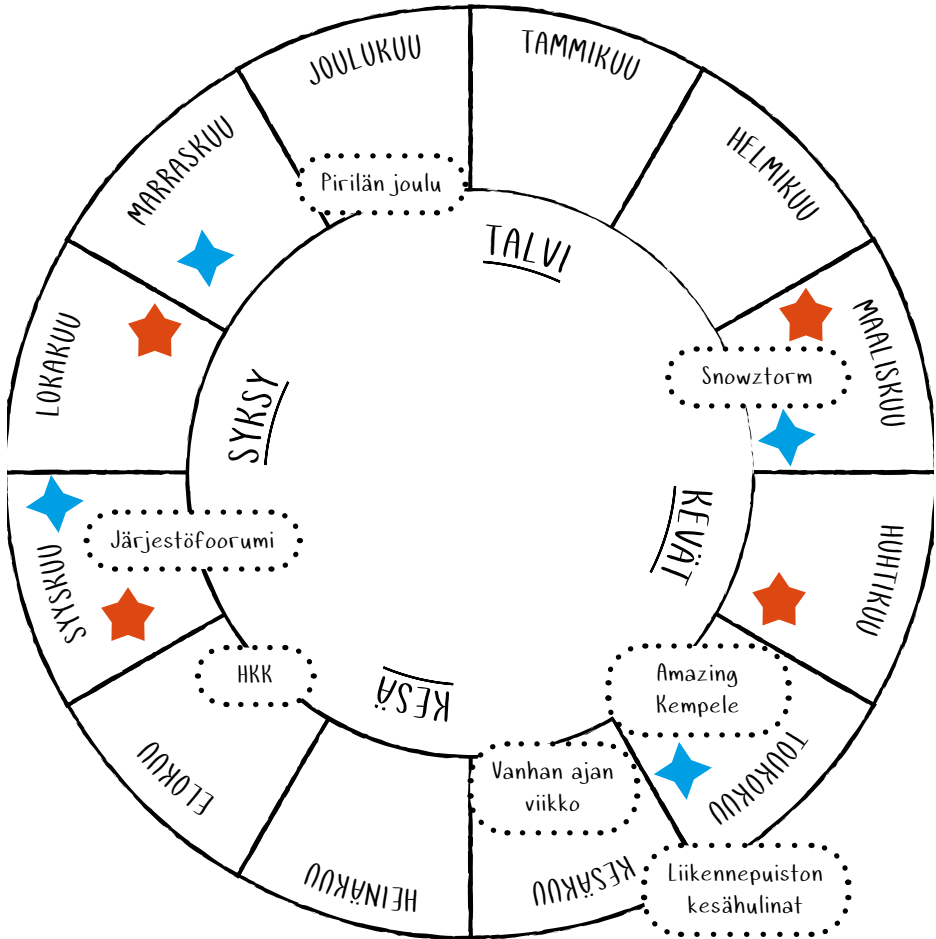 JOULUKUU
TAMMIKUU
HELMIKUU
MARRASKUU
Pirilän joulu
TALVI
MAALISKUU
LOKAKUU
Snowztorm
SYKSY
KEVÄT
HUHTIKUU
SYYSKUU
Järjestöfoorumi
HKK
KESÄ
Amazing
Kempele
TOUKOKUU
ELOKUU
Vanhan ajan
viikko
HEINÄKUU
KESÄKUU
Liikennepuiston
kesähulinat